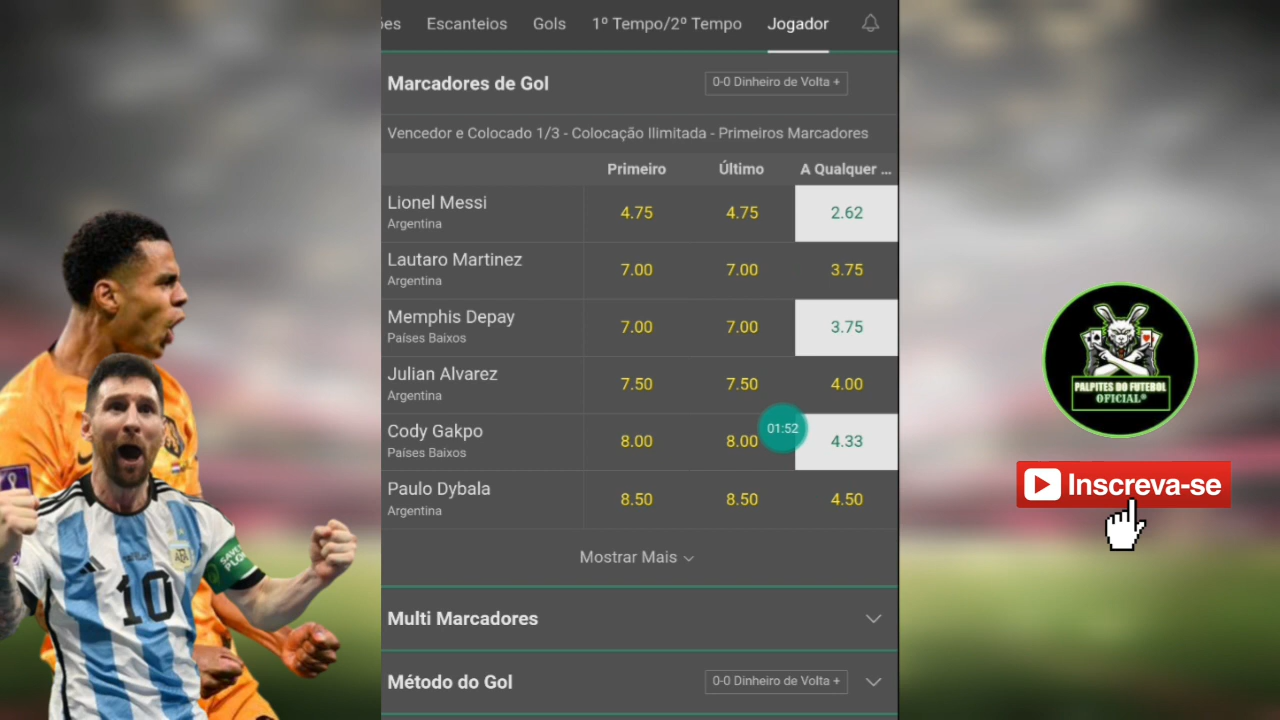 ões Escanteios Gols 1º Tempo/2º Tempo Jogador
Marcadores de Gol 0-0 Dinheiro de Volta +
Vencedor e Colocado 1/3 - Colocação Ilimitada - Primeiros Marcadores
Primeiro Último A Qualquer ...
Lionel Messi 4.75 4.75 2.62
Argentina
Lautaro Martinez 7.00 7.00 3.75
Argentina
Memphis Depay 7.00 7.00 3.75
Países Baixos
Julian Alvarez 7.50 7.50 4.00
Argentina
01:52
Cody Gakpo 8.00 8.00 4.33
Países Baixos
Paulo Dybala 8.50 8.50 4.50
Argentina
Mostrar Mais
Multi Marcadores
Método do Gol 0-0 Dinheiro de Volta +
PALPITES DO FUTEBOL
OFICIAL®
Inscreva-se
10
AFA